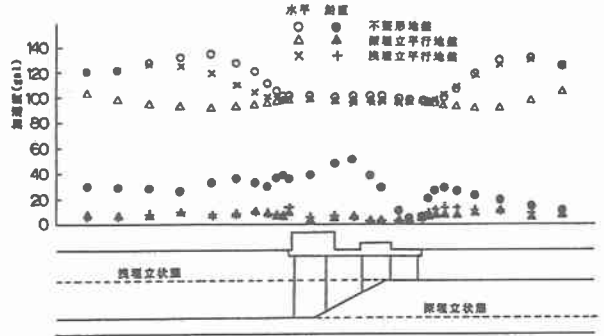 水平 鉛直
○ ● 不整形地盤
△ ▲ 深埋立平行地盤
× + 浅埋立平行地盤
加速度(gal)
140
120
100
80
60
40
20
0
浅埋立状態
深埋立状態